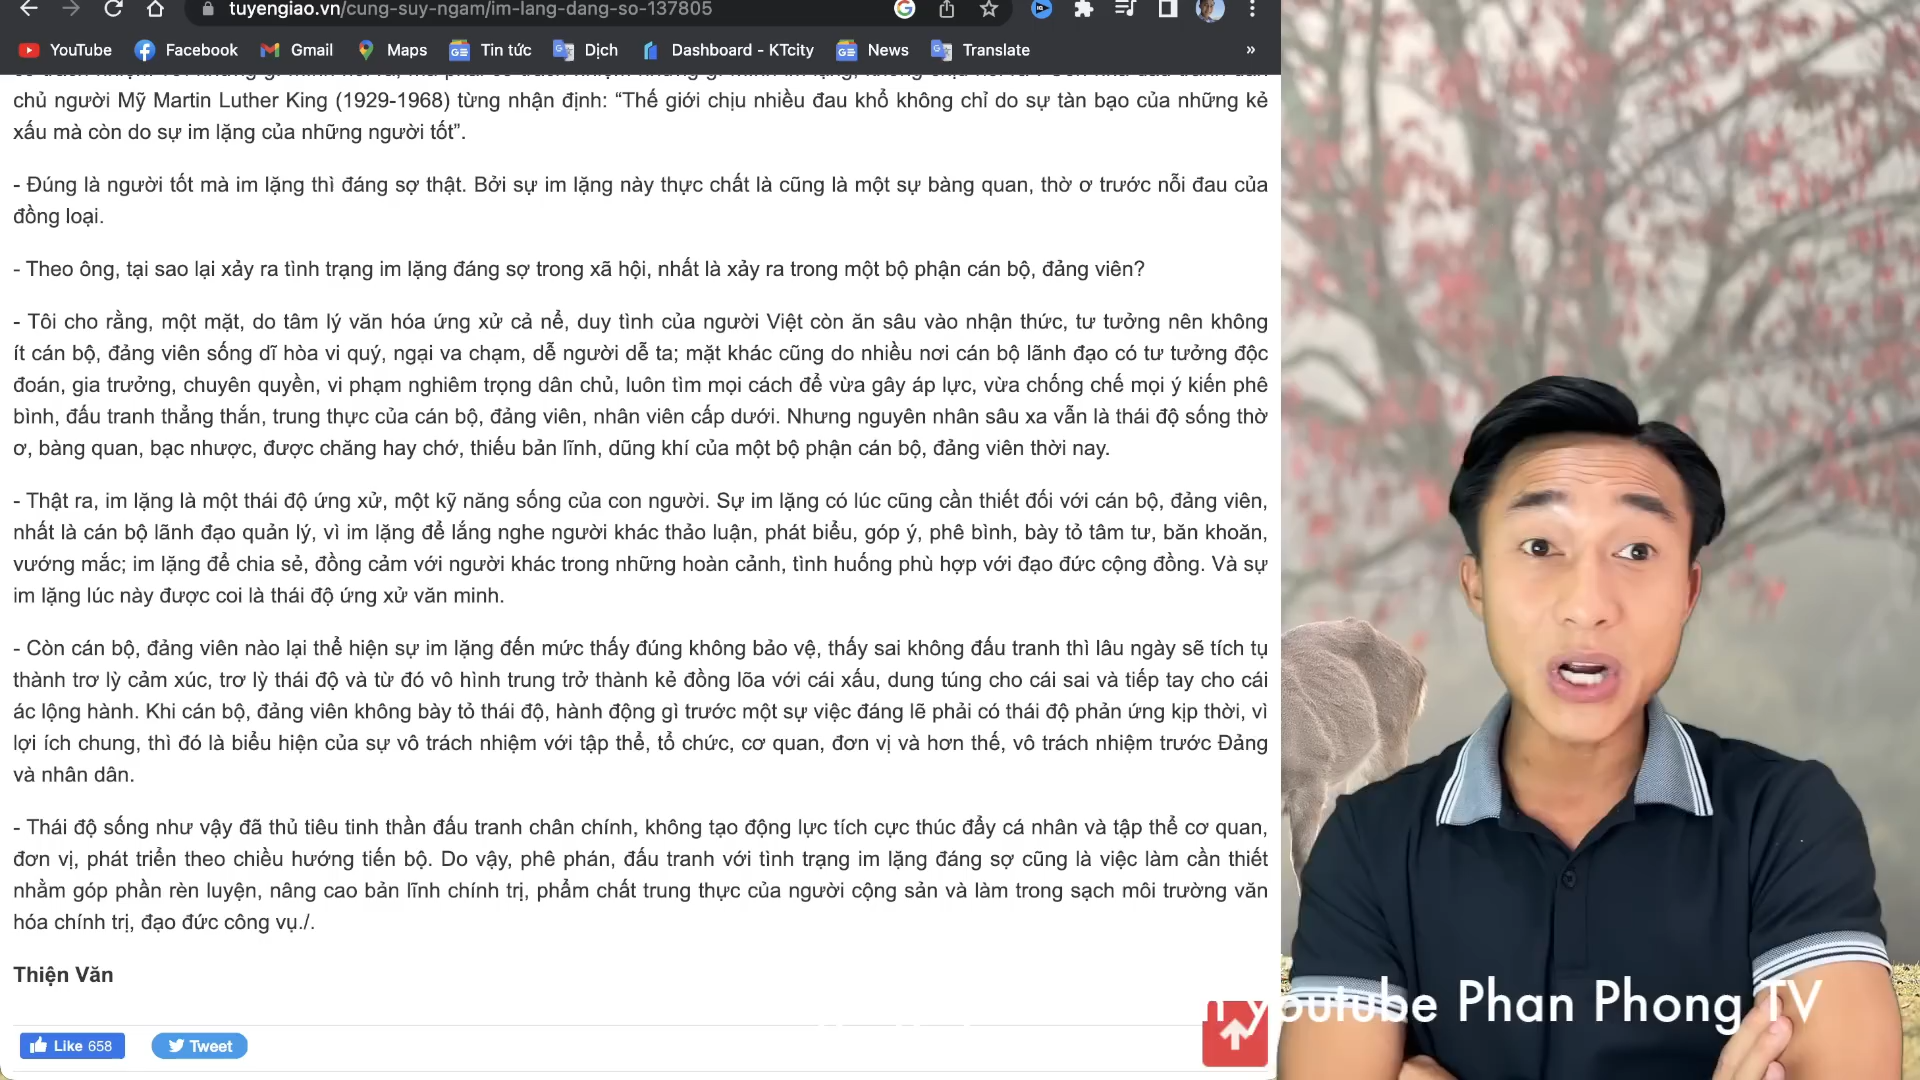 tuyengiao.vn/cung-suy-ngam/im-lang-dang-so-137805
YouTube Facebook Gmail Maps Tin tức Dịch Dashboard - KTcity News Translate »
chủ người Mỹ Martin Luther King (1929-1968) từng nhận định: “Thế giới chịu nhiều đau khổ không chỉ do sự tàn bạo của những kẻ
xấu mà còn do sự im lặng của những người tốt”.
- Đúng là người tốt mà im lặng thì đáng sợ thật. Bởi sự im lặng này thực chất là cũng là một sự bàng quan, thờ ơ trước nỗi đau của
đồng loại.
- Theo ông, tại sao lại xảy ra tình trạng im lặng đáng sợ trong xã hội, nhất là xảy ra trong một bộ phận cán bộ, đảng viên?
- Tôi cho rằng, một mặt, do tâm lý văn hóa ứng xử cả nể, duy tình của người Việt còn ăn sâu vào nhận thức, tư tưởng nên không
ít cán bộ, đảng viên sống dĩ hòa vi quý, ngại va chạm, dễ người dễ ta; mặt khác cũng do nhiều nơi cán bộ lãnh đạo có tư tưởng độc
đoán, gia trưởng, chuyên quyền, vi phạm nghiêm trọng dân chủ, luôn tìm mọi cách để vừa gây áp lực, vừa chống chế mọi ý kiến phê
bình, đấu tranh thẳng thắn, trung thực của cán bộ, đảng viên, nhân viên cấp dưới. Nhưng nguyên nhân sâu xa vẫn là thái độ sống thờ
ơ, bàng quan, bạc nhược, được chăng hay chớ, thiếu bản lĩnh, dũng khí của một bộ phận cán bộ, đảng viên thời nay.
- Thật ra, im lặng là một thái độ ứng xử, một kỹ năng sống của con người. Sự im lặng có lúc cũng cần thiết đối với cán bộ, đảng viên,
nhất là cán bộ lãnh đạo quản lý, vì im lặng để lắng nghe người khác thảo luận, phát biểu, góp ý, phê bình, bày tỏ tâm tư, băn khoăn,
vướng mắc; im lặng để chia sẻ, đồng cảm với người khác trong những hoàn cảnh, tình huống phù hợp với đạo đức cộng đồng. Và sự
im lặng lúc này được coi là thái độ ứng xử văn minh.
- Còn cán bộ, đảng viên nào lại thể hiện sự im lặng đến mức thấy đúng không bảo vệ, thấy sai không đấu tranh thì lâu ngày sẽ tích tụ
thành trơ lỳ cảm xúc, trơ lỳ thái độ và từ đó vô hình trung trở thành kẻ đồng lõa với cái xấu, dung túng cho cái sai và tiếp tay cho cái
ác lộng hành. Khi cán bộ, đảng viên không bày tỏ thái độ, hành động gì trước một sự việc đáng lẽ phải có thái độ phản ứng kịp thời, vì
lợi ích chung, thì đó là biểu hiện của sự vô trách nhiệm với tập thể, tổ chức, cơ quan, đơn vị và hơn thế, vô trách nhiệm trước Đảng
và nhân dân.
- Thái độ sống như vậy đã thủ tiêu tinh thần đấu tranh chân chính, không tạo động lực tích cực thúc đẩy cá nhân và tập thể cơ quan,
đơn vị, phát triển theo chiều hướng tiến bộ. Do vậy, phê phán, đấu tranh với tình trạng im lặng đáng sợ cũng là việc làm cần thiết
nhằm góp phần rèn luyện, nâng cao bản lĩnh chính trị, phẩm chất trung thực của người cộng sản và làm trong sạch môi trường văn
hóa chính trị, đạo đức công vụ./.
Thiện Văn
youtube Phan Phong TV
Like 658 Tweet